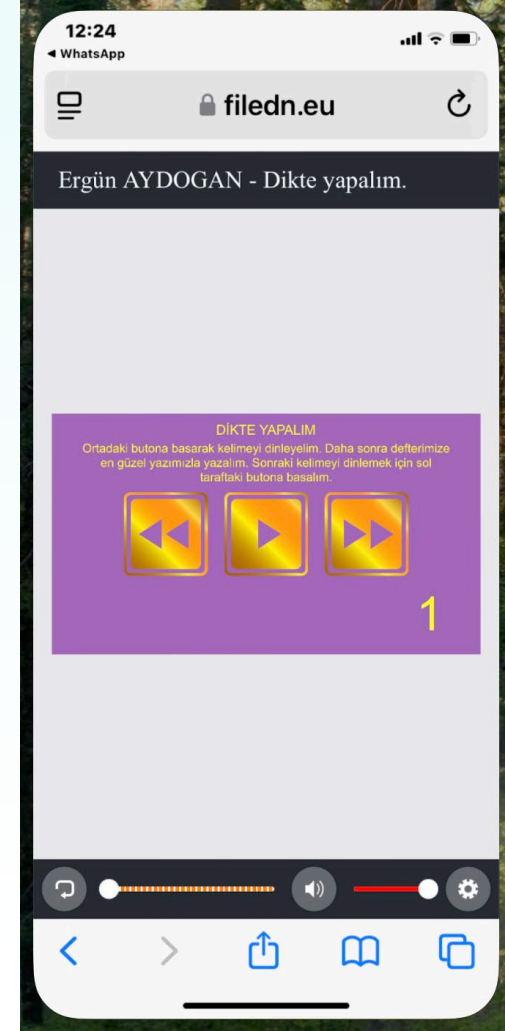 12:24
◀ WhatsApp
filedn.eu
Ergün AYDOGAN - Dikte yapalım.
DİKTE YAPALIM
Ortadaki butona basarak kelimeyi dinleyelim. Daha sonra defterimize
en güzel yazımızla yazalım. Sonraki kelimeyi dinlemek için sol
taraftaki butona basalım.
1